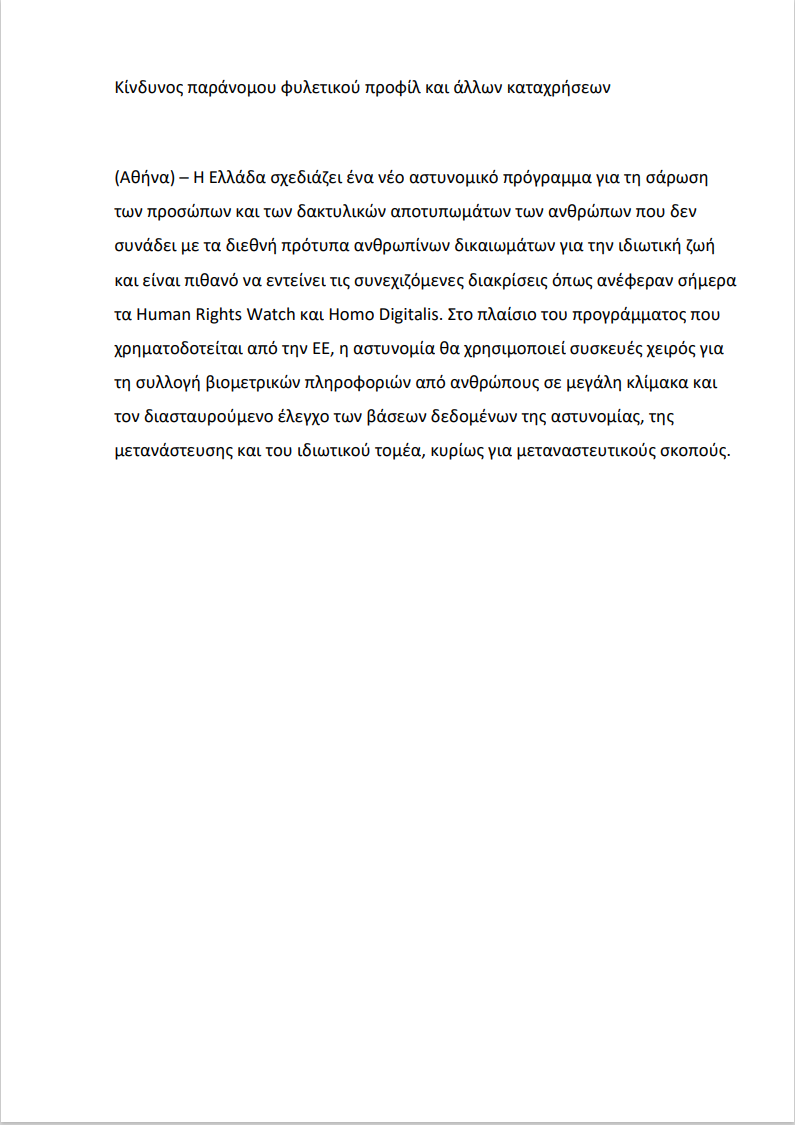 Κίνδυνος παράνομου φυλετικού προφίλ και άλλων καταχρήσεων
(Αθήνα) – Η Ελλάδα σχεδιάζει ένα νέο αστυνομικό πρόγραμμα για τη σάρωση
των προσώπων και των δακτυλικών αποτυπωμάτων των ανθρώπων που δεν
συνάδει με τα διεθνή πρότυπα ανθρωπίνων δικαιωμάτων για την ιδιωτική ζωή
και είναι πιθανό να εντείνει τις συνεχιζόμενες διακρίσεις όπως ανέφεραν σήμερα
τα Human Rights Watch και Homo Digitalis. Στο πλαίσιο του προγράμματος που
χρηματοδοτείται από την ΕΕ, η αστυνομία θα χρησιμοποιεί συσκευές χειρός για
τη συλλογή βιομετρικών πληροφοριών από ανθρώπους σε μεγάλη κλίμακα και
τον διασταυρούμενο έλεγχο των βάσεων δεδομένων της αστυνομίας, της
μετανάστευσης και του ιδιωτικού τομέα, κυρίως για μεταναστευτικούς σκοπούς.